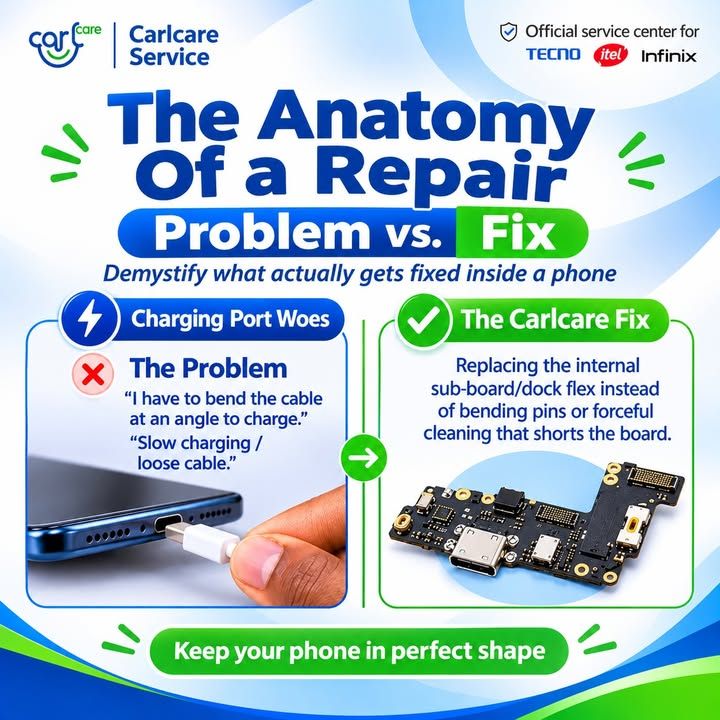 carlcare
Carlcare
Service
Official service center for
TECNO itel Infinix
The Anatomy
Of a Repair
Problem vs. Fix
Demystify what actually gets fixed inside a phone
Charging Port Woes
The Problem
“I have to bend the cable
at an angle to charge.”
“Slow charging /
loose cable.”
The Carlcare Fix
Replacing the internal
sub-board/dock flex instead
of bending pins or forceful
cleaning that shorts the board.
Keep your phone in perfect shape